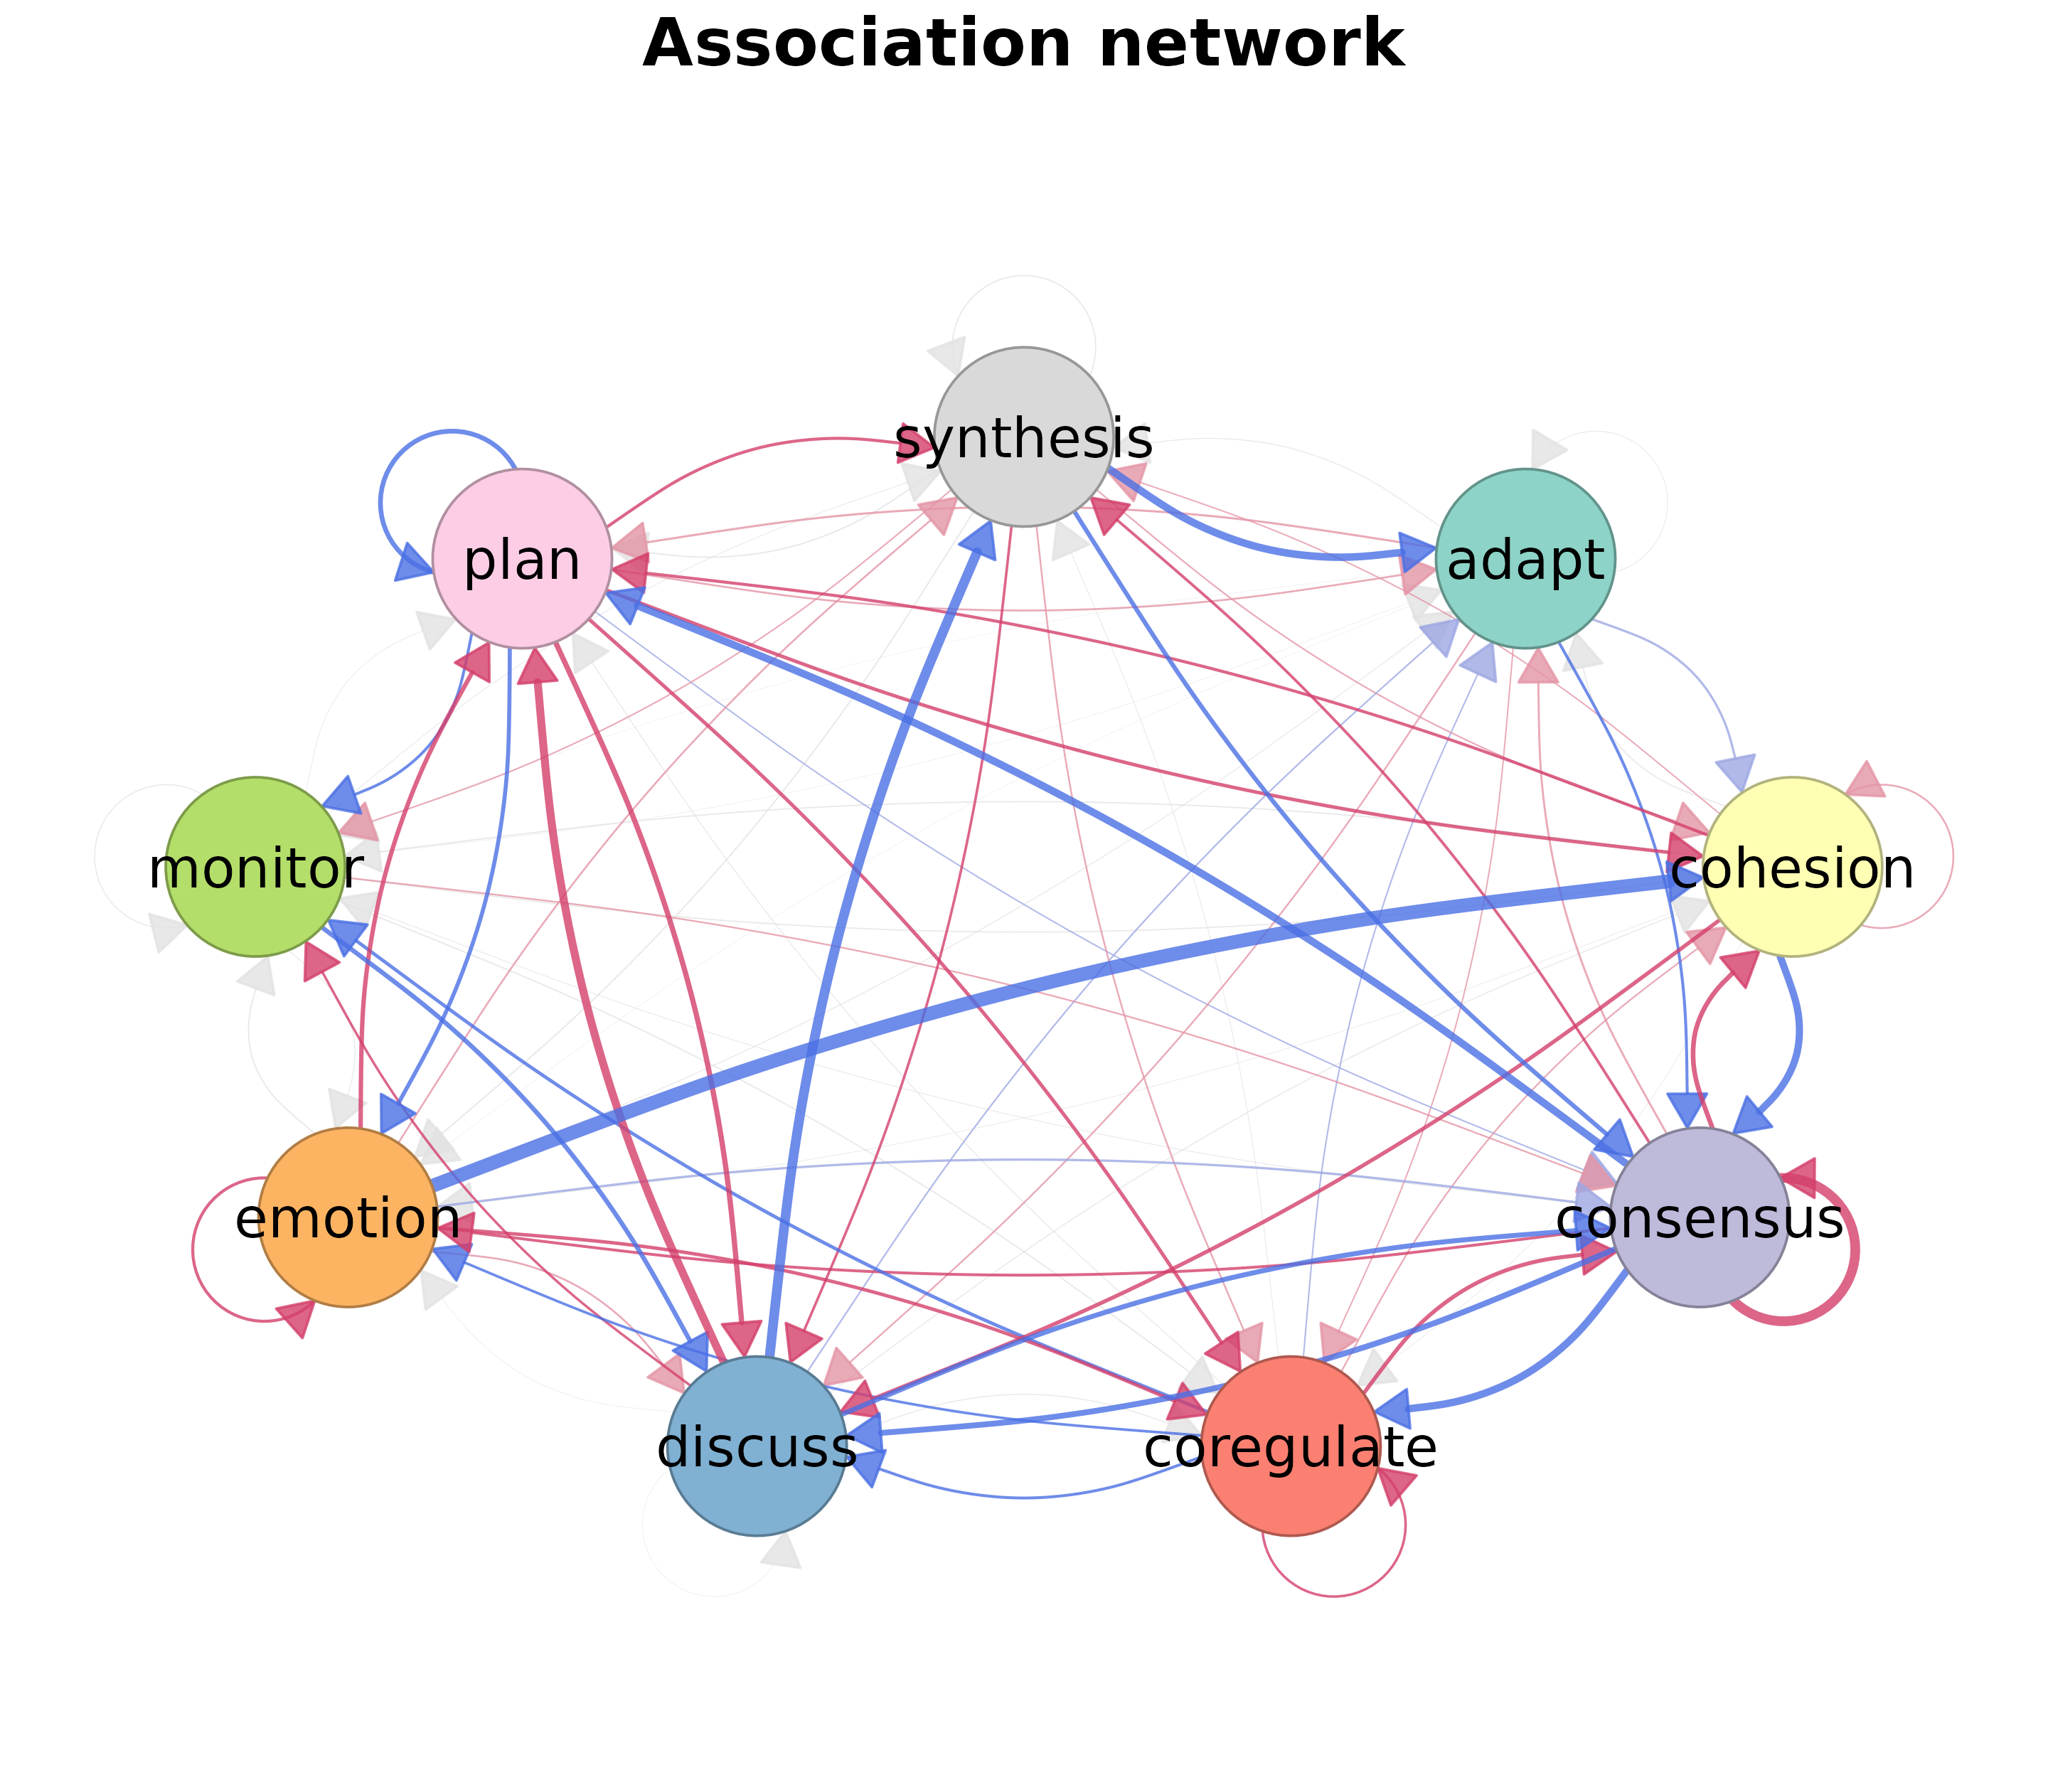 Association network
synthesis
plan
adapt
monitor
cohesion
emotion
consensus
discuss
coregulate